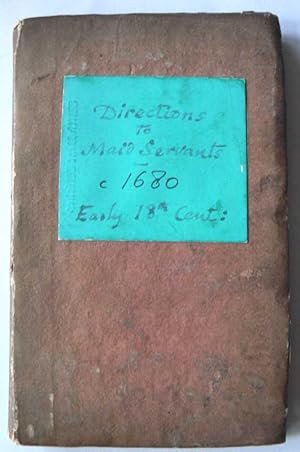 Directions
to
Maid Servants
c 1680
Early 18th Cent: